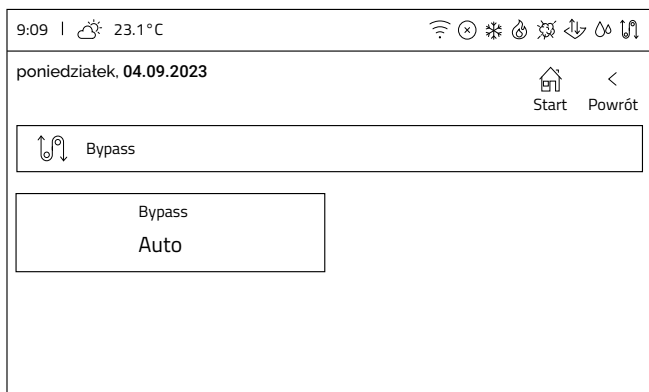 9:09 | 23.1°C
poniedziałek, 04.09.2023
Start Powrót
Bypass
Bypass
Auto